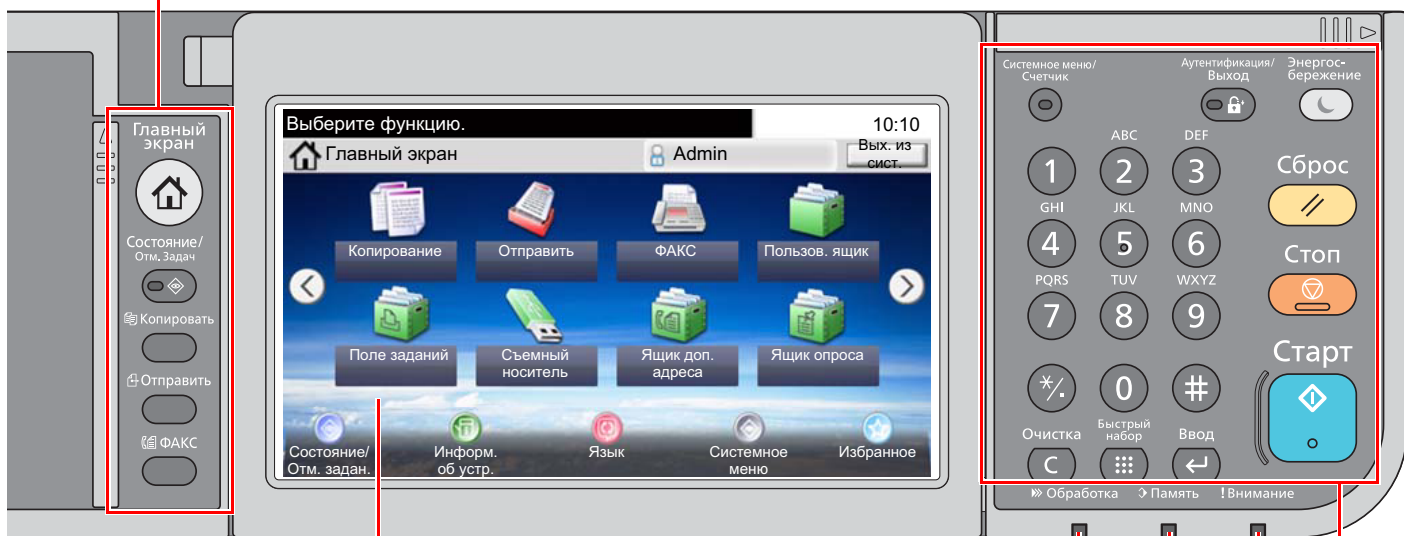 Главный
экран
Состояние/
Отм. Задач
Копировать
Отправить
ФАКС
Выберите функцию.
10:10
Главный экран
Admin
Вых. из
сист.
Копирование
Отправить
ФАКС
Пользов. ящик
Поле заданий
Съемный
носитель
Ящик доп.
адреса
Ящик опроса
Состояние/
Отм. задан.
Информ.
об устр.
Язык
Системное
меню
Избранное
Системное меню/
Счетчик
Аутентификация/
Выход
Энергос-
бережение
ABC
DEF
1
2
3
Сброс
GHI
JKL
MNO
4
5
6
Стоп
PQRS
TUV
WXYZ
7
8
9
Старт
*/.
0
#
Очистка
Быстрый
набор
Ввод
C
Обработка
Память
!Внимание